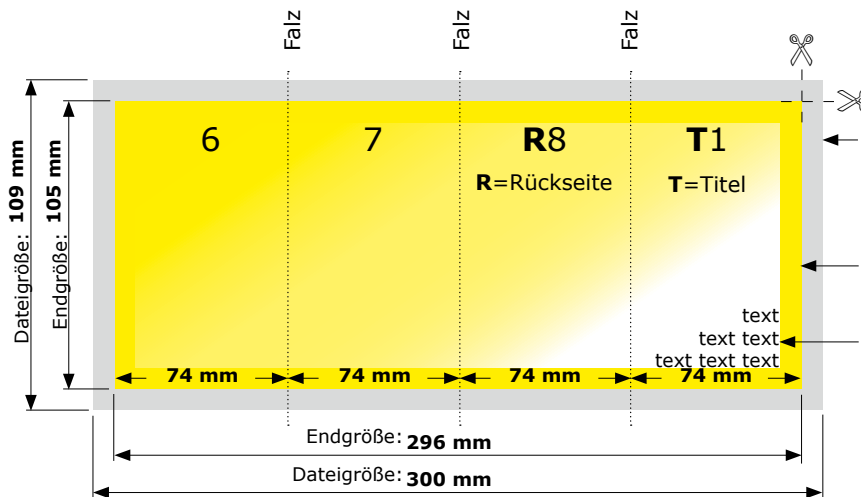 Falz
Falz
Falz
6
7
R8
T1
R=Rückseite
T=Titel
Dateigröße: 109 mm
Endgröße: 105 mm
text
text text
text text text
74 mm
74 mm
74 mm
74 mm
Endgröße: 296 mm
Dateigröße: 300 mm